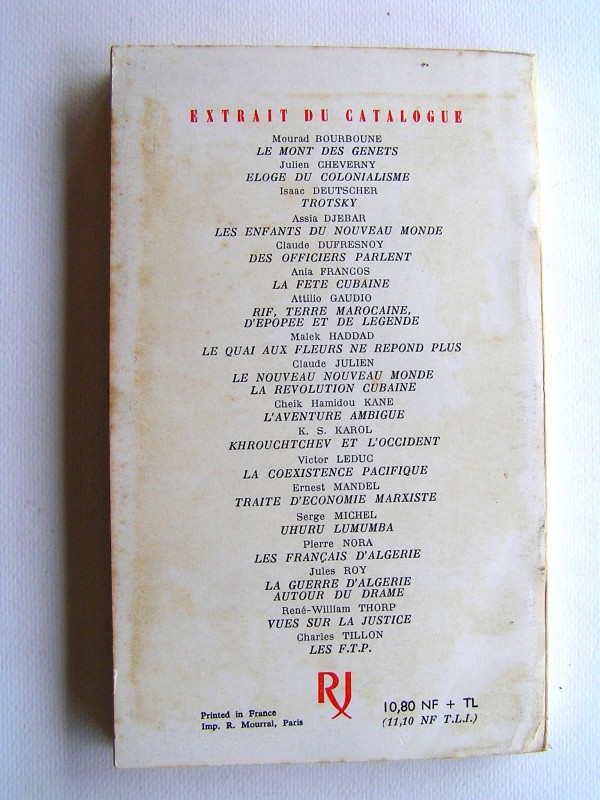 EXTRAIT DU CATALOGUE
Mourad BOURBOUNE
LE MONT DES GENETS
Julien CHEVERNY
ELOGE DU COLONIALISME
Isaac DEUTSCHER
TROTSKY
Assia DJEBAR
LES ENFANTS DU NOUVEAU MONDE
Claude DUFRESNOY
DES OFFICIERS PARLENT
Ania FRANCOS
LA FETE CUBAINE
Attilio GAUDIO
RIF, TERRE MAROCAINE,
D'EPOPEE ET DE LEGENDE
Malek HADDAD
LE QUAI AUX FLEURS NE REPOND PLUS
Claude JULIEN
LE NOUVEAU NOUVEAU MONDE
LA REVOLUTION CUBAINE
Cheik Hamidou KANE
L'AVENTURE AMBIGUE
K. S. KAROL
KHROUCHTCHEV ET L'OCCIDENT
Victor LEDUC
LA COEXISTENCE PACIFIQUE
Ernest MANDEL
TRAITE D'ECONOMIE MARXISTE
Serge MICHEL
UHURU LUMUMBA
Pierre NORA
LES FRANÇAIS D'ALGERIE
Jules ROY
LA GUERRE D'ALGERIE
AUTOUR DU DRAME
René-William THORP
VUES SUR LA JUSTICE
Charles TILLON
LES F.T.P.
RJ
Printed in France
Imp. R. Mourral, Paris
10,80 NF + TL
(11,10 NF T.L.I.)